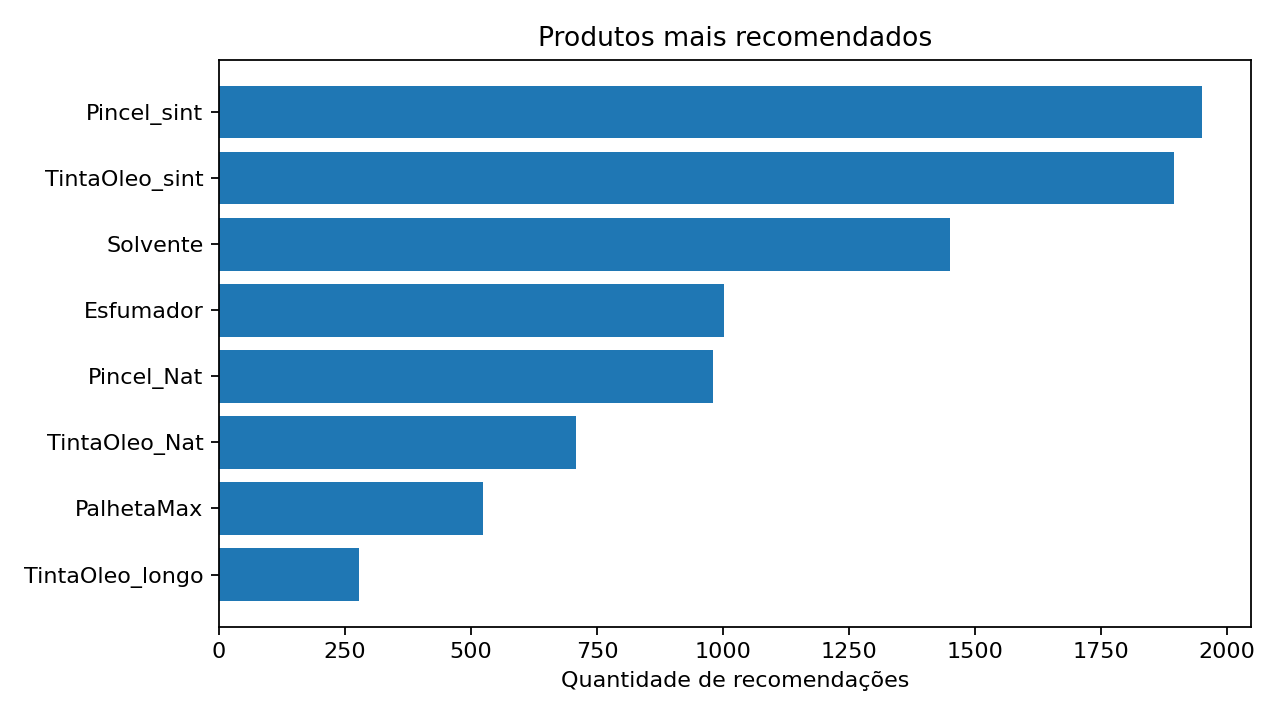 Produtos mais recomendados
Pincel_sint
TintaOleo_sint
Solvente
Esfumador
Pincel_Nat
TintaOleo_Nat
PalhetaMax
TintaOleo_longo
0 250 500 750 1000 1250 1500 1750 2000
Quantidade de recomendações